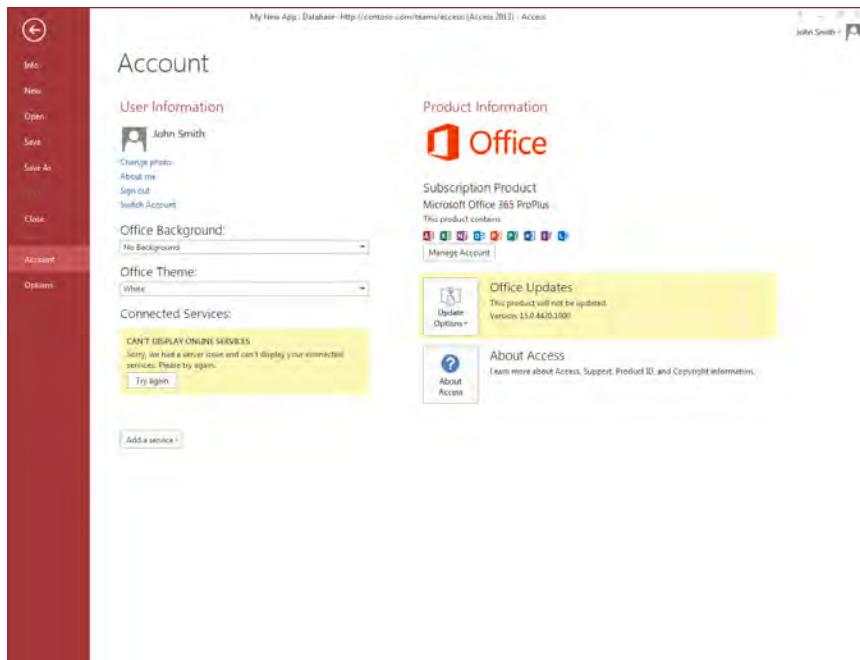 My New App : Database- Http://contoso.com/teams/access (Access 2013) - Access
John Smith
Info
New
Open
Save
Save As
Close
Account
Options
Account
User Information
John Smith
Change photo
About me
Sign out
Switch Account
Office Background:
No Background
Office Theme:
White
Connected Services:
CAN'T DISPLAY ONLINE SERVICES
Sorry, we had a server issue and can't display your connected
services. Please try again.
Try again
Add a service
Product Information
Office
Subscription Product
Microsoft Office 365 ProPlus
This product contains
Manage Account
Update
Options
Office Updates
This product will not be updated.
Version: 15.0.4420.1000
About
Access
About Access
Learn more about Access, Support, Product ID, and Copyright information.